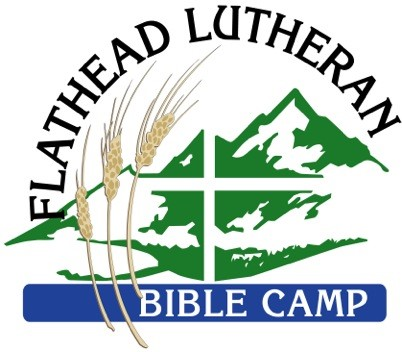 FLATHEAD LUTHERAN
BIBLE CAMP